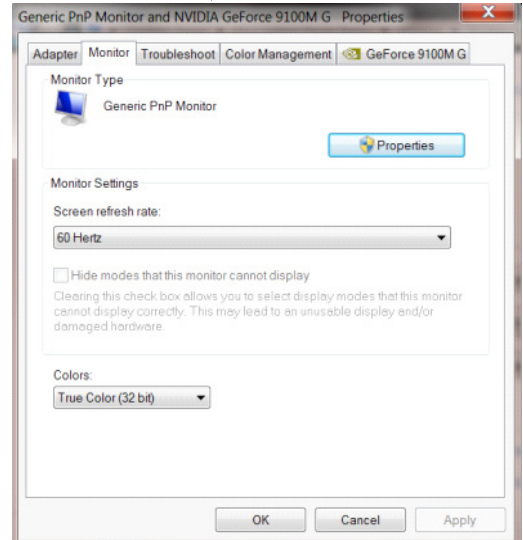 Generic PnP Monitor and NVIDIA GeForce 9100M G Properties
X
Adapter Monitor Troubleshoot Color Management GeForce 9100M G
Monitor Type
Generic PnP Monitor
Properties
Monitor Settings
Screen refresh rate:
60 Hertz
Hide modes that this monitor cannot display
Clearing this check box allows you to select display modes that this monitor
cannot display correctly. This may lead to an unusable display and/or
damaged hardware.
Colors:
True Color (32 bit)
OK Cancel Apply